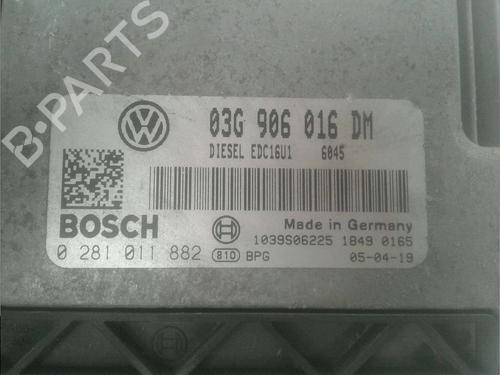 B-PARTS
03G 906 016 DM
DIESEL EDC16U1 6045
BOSCH
Made in Germany
1039S06225 1849 0165
0 281 011 882 810 BPG 05-04-19